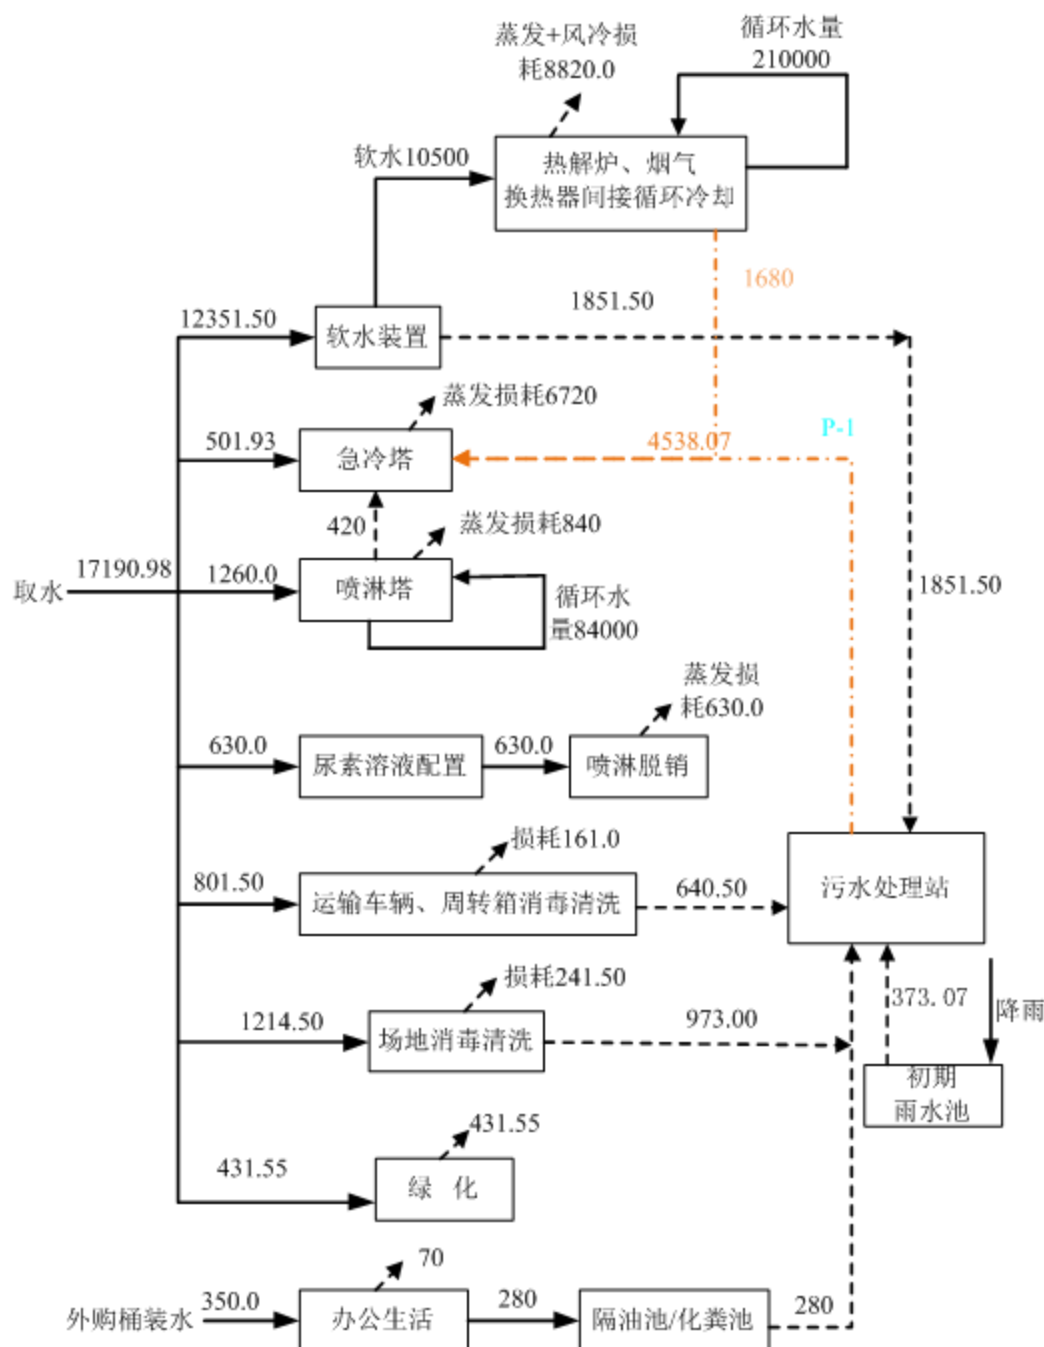 蒸发+风冷损
耗8820.0
循环水量
210000
软水10500
热解炉、烟气
换热器间接循环冷却
1680
1851.50
12351.50
软水装置
蒸发损耗6720
P-1
501.93
急冷塔
4538.07
420
蒸发损耗840
取水
17190.98
1260.0
喷淋塔
循环水
量84000
1851.50
蒸发损
耗630.0
630.0
尿素溶液配置
630.0
喷淋脱销
损耗161.0
801.50
运输车辆、周转箱消毒清洗
640.50
污水处理站
损耗241.50
1214.50
场地消毒清洗
973.00
373.07
降雨
初期
雨水池
431.55
431.55
绿 化
70
外购桶装水
350.0
办公生活
280
隔油池/化粪池
280